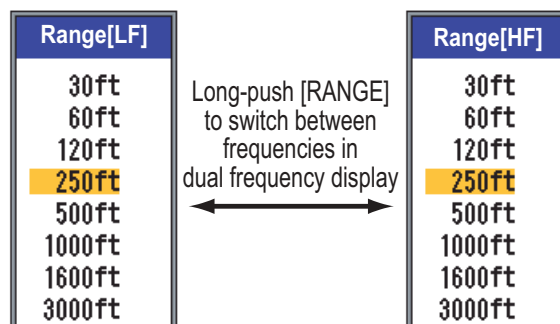 Range[LF]
30ft
60ft
120ft
250ft
500ft
1000ft
1600ft
3000ft
Long-push [RANGE]
to switch between
frequencies in
dual frequency display
Range[HF]
30ft
60ft
120ft
250ft
500ft
1000ft
1600ft
3000ft